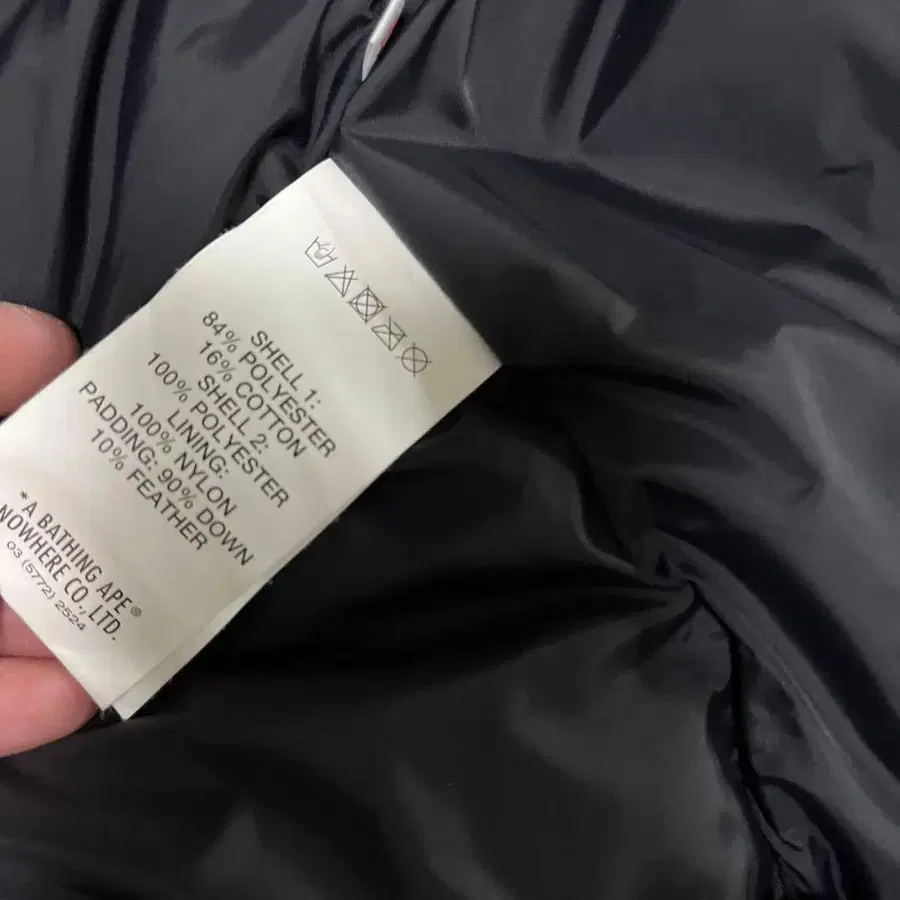 SHELL 1:
84% POLYESTER
16% COTTON
SHELL 2:
100% POLYESTER
LINING:
100% NYLON
PADDING: 90% DOWN
10% FEATHER
*A BATHING APE®
NOWHERE CO., LTD.
03 (5772) 2524